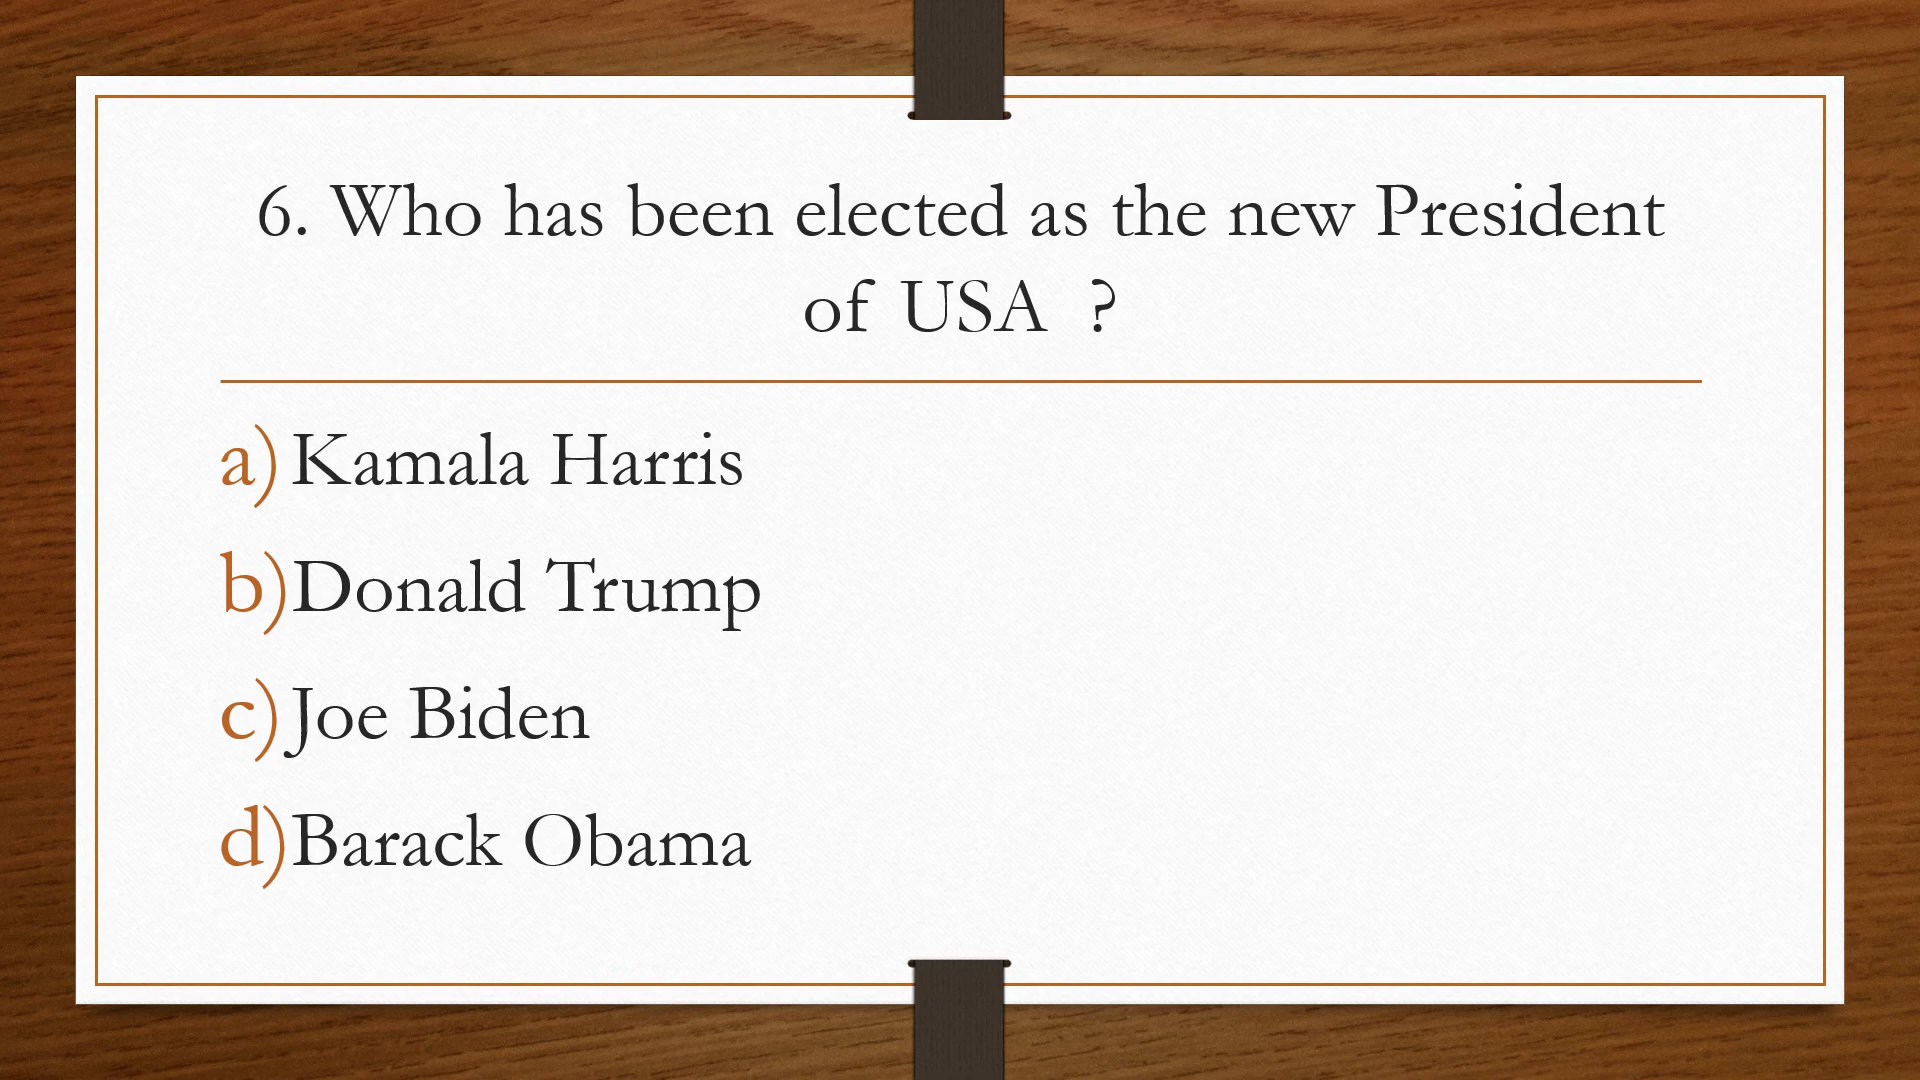 6. Who has been elected as the new President
of USA ?
a) Kamala Harris
b) Donald Trump
c) Joe Biden
d) Barack Obama